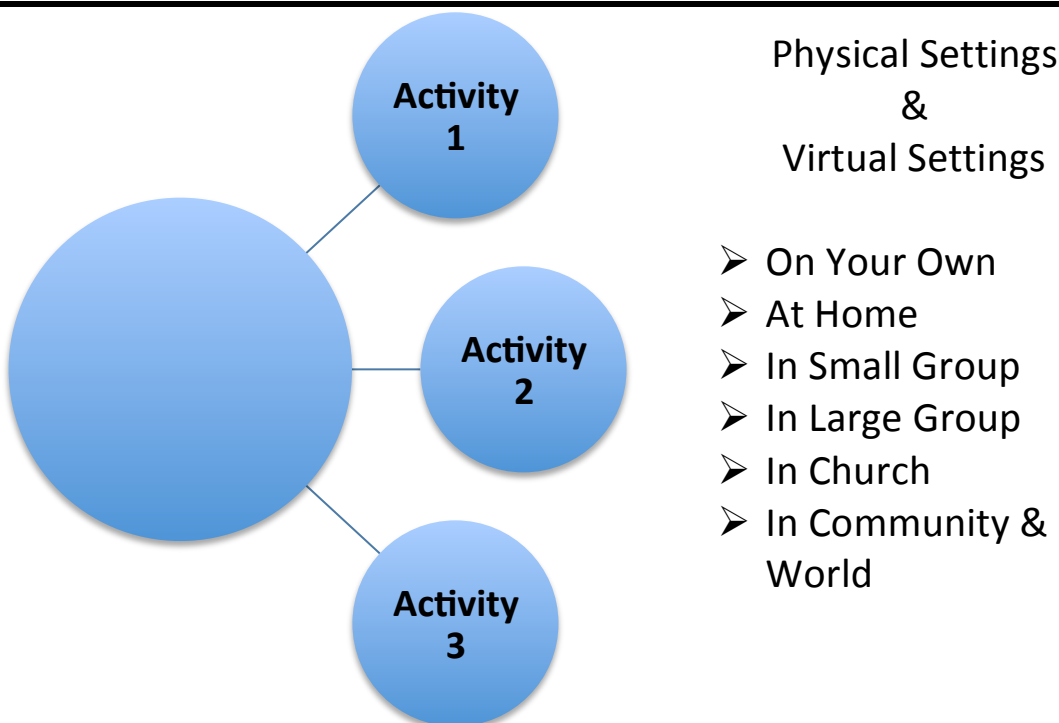 Activity
1
Activity
2
Activity
3
Physical Settings
&
Virtual Settings
➢ On Your Own
➢ At Home
➢ In Small Group
➢ In Large Group
➢ In Church
➢ In Community &
World